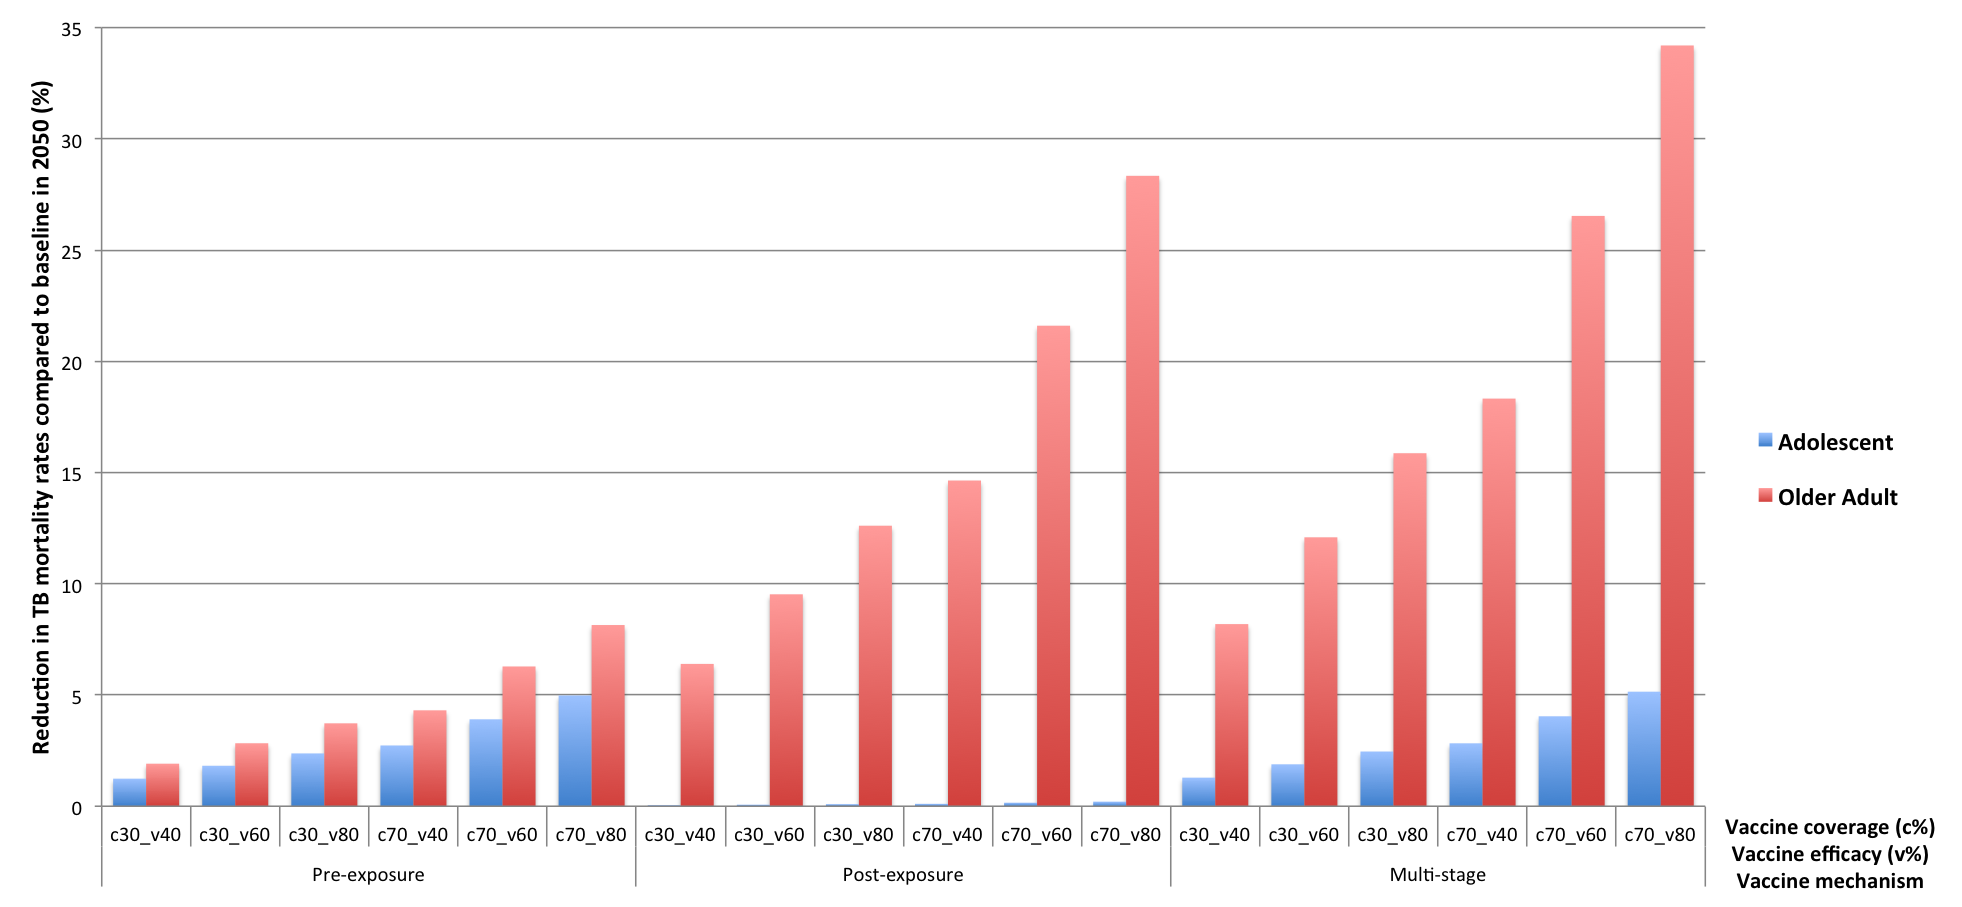 Reduction in TB mortality rates compared to baseline in 2050 (%)
35
30
25
20
15
10
5
0
c30_v40 c30_v60 c30_v80 c70_v40 c70_v60 c70_v80 c30_v40 c30_v60 c30_v80 c70_v40 c70_v60 c70_v80 c30_v40 c30_v60 c30_v80 c70_v40 c70_v60 c70_v80
Pre-exposure Post-exposure Multi-stage
Adolescent
Older Adult
Vaccine coverage (c%)
Vaccine efficacy (v%)
Vaccine mechanism